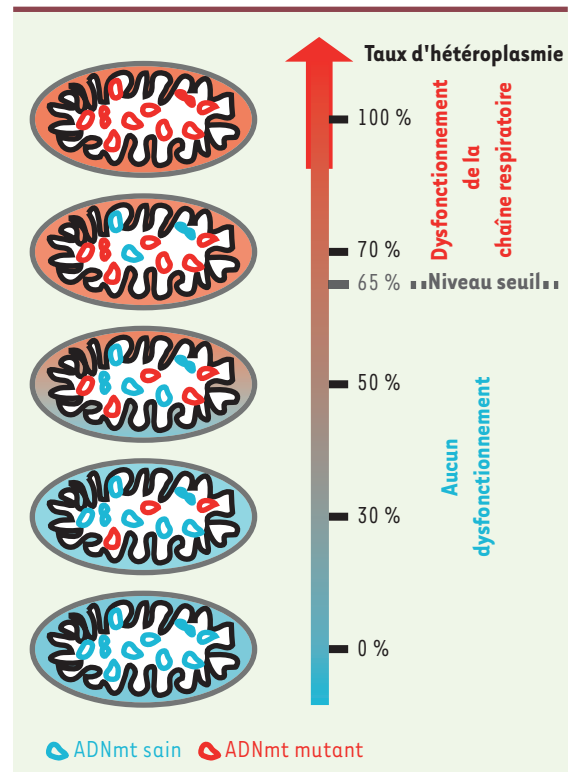 Taux d'hétéroplasmie
100 %
70 %
65 %
Niveau seuil
50 %
30 %
0 %
Dysfonctionnement
de la
chaîne respiratoire
Aucun
dysfonctionnement
ADNmt sain
ADNmt mutant